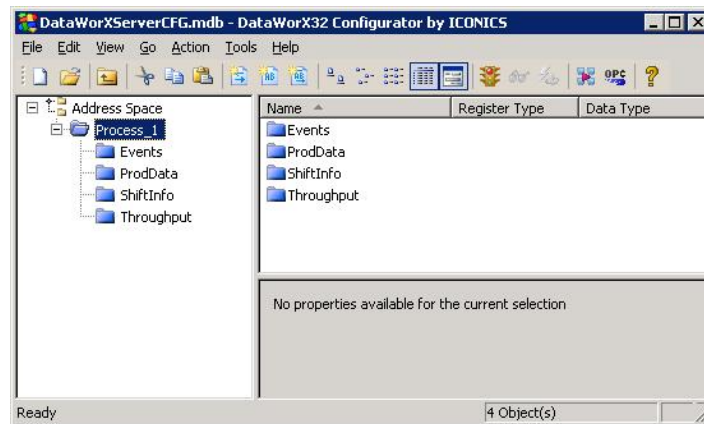 DataWorXServerCFG.mdb - DataWorX32 Configurator by ICONICS
File Edit View Go Action Tools Help
OPC
Address Space
Process_1
Events
ProdData
ShiftInfo
Throughput
Name Register Type Data Type
Events
ProdData
ShiftInfo
Throughput
No properties available for the current selection
Ready 4 Object(s)